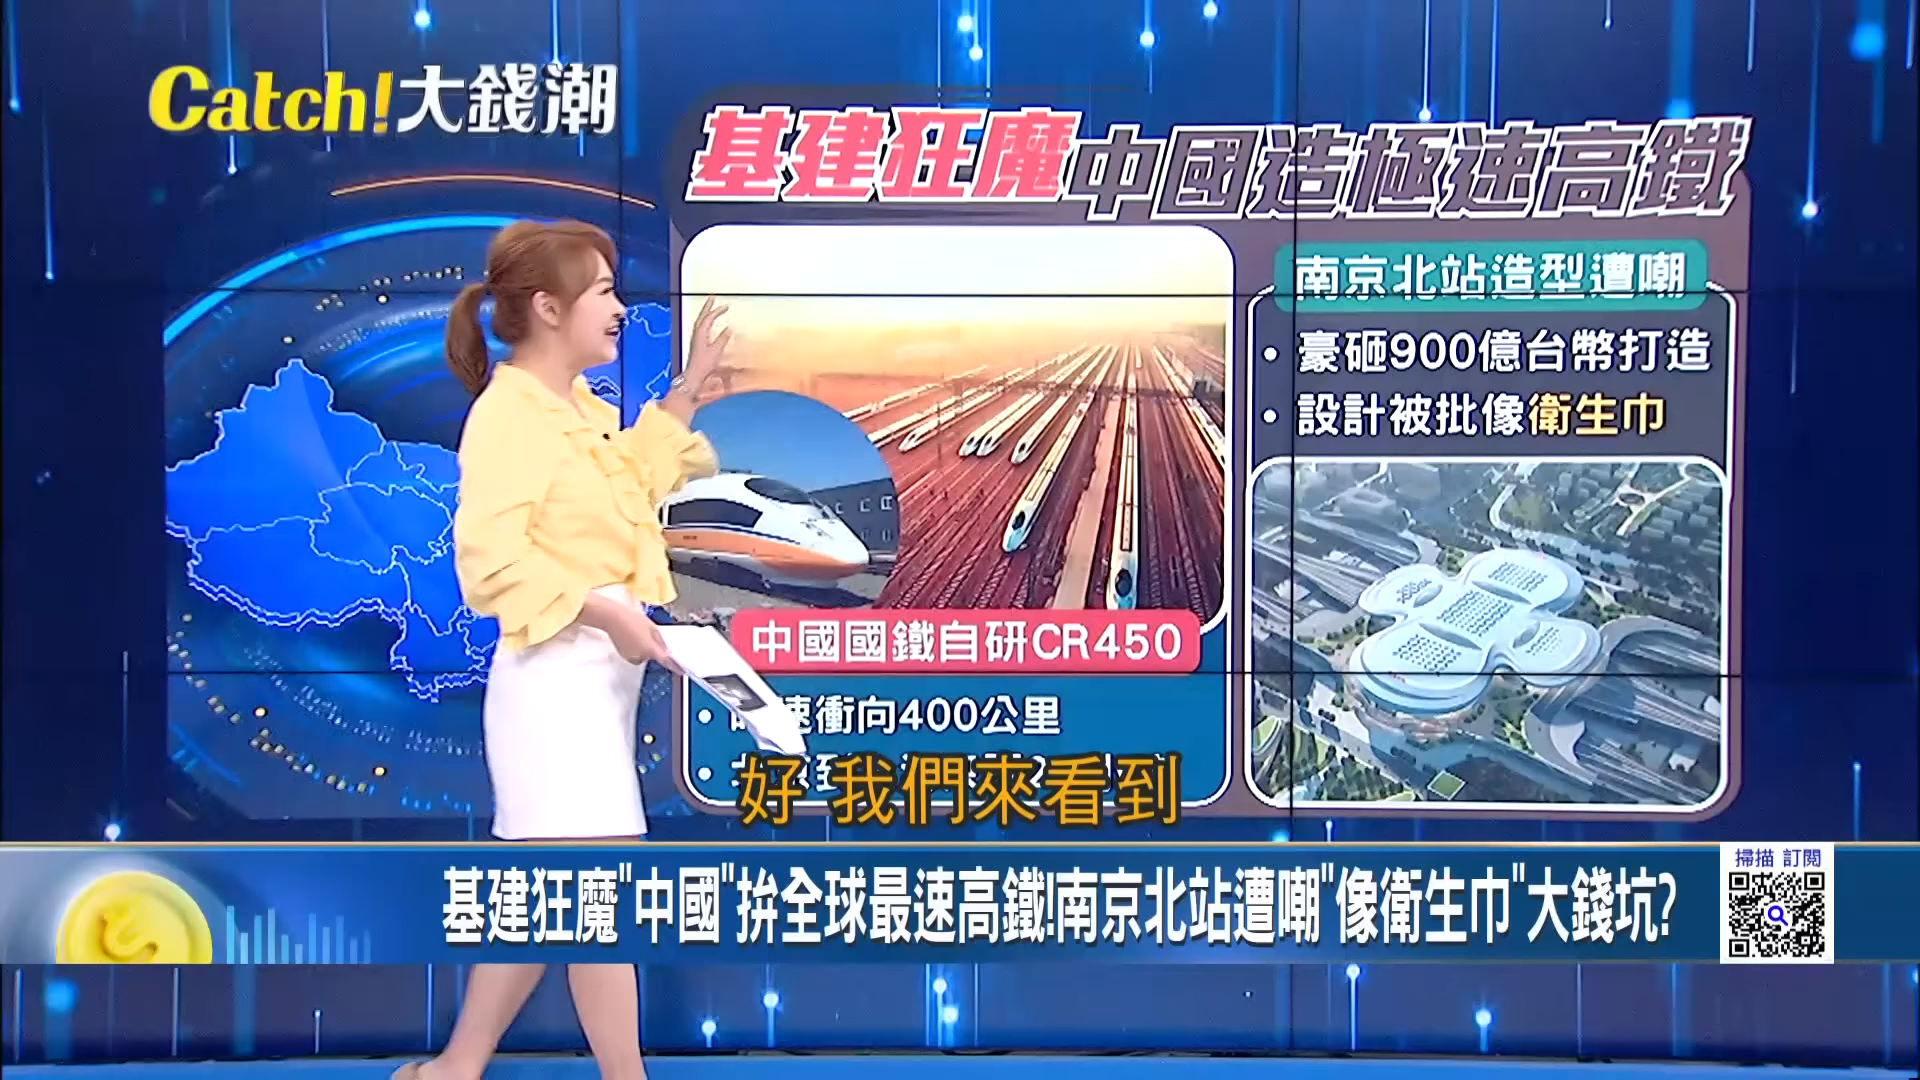 Catch!大錢潮
基建狂魔中國造極速高鐵
南京北站造型遭嘲
• 豪砸900億台幣打造
• 設計被批像衛生巾
中國國鐵自研CR450
速衝向400公里
好 我們來看到
基建狂魔"中國"拚全球最速高鐵!南京北站遭嘲"像衛生巾"大錢坑?
掃描 訂閱